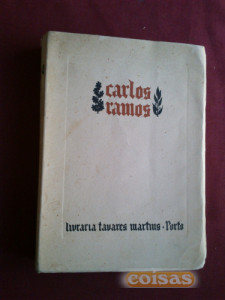 carlos
ramos
livraria tavares martins • Porto
coisas